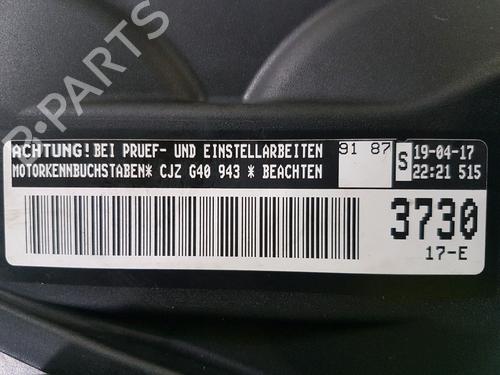 B-PARTS
ACHTUNG! BEI PRUEF- UND EINSTELLARBEITEN
MOTORKENNBUCHSTABEN* CJZ G40 943 * BEACHTEN
91 87
S
19-04-17
22:21 515
3730
17-E